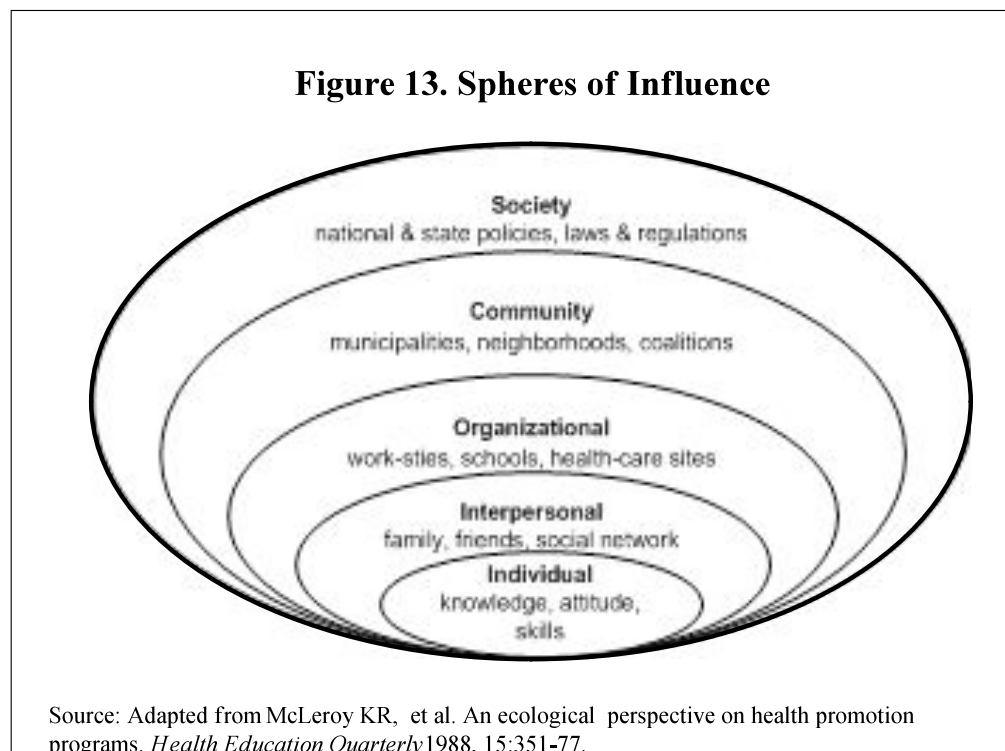 Figure 13. Spheres of Influence
Society
national & state policies, laws & regulations
Community
municipalities, neighborhoods, coalitions
Organizational
work-sties, schools, health-care sites
Interpersonal
family, friends, social network
Individual
knowledge, attitude,
skills
Source: Adapted from McLeroy KR, et al. An ecological perspective on health promotion
programs. Health Education Quarterly 1988, 15:351-77.